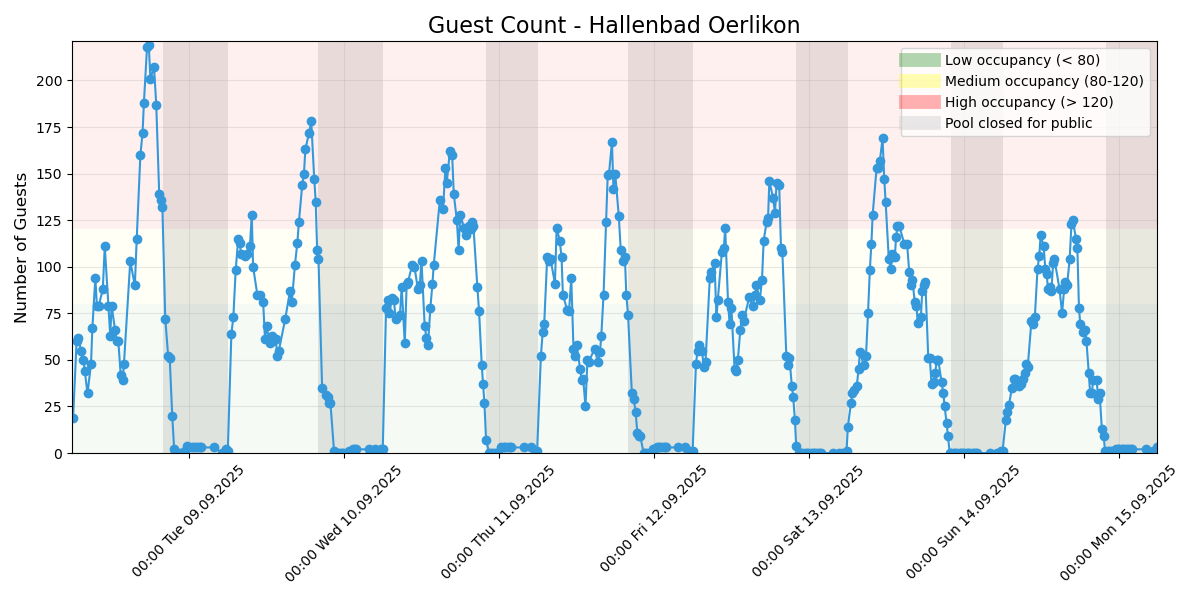 Guest Count - Hallenbad Oerlikon
Low occupancy (< 80)
Medium occupancy (80-120)
High occupancy (> 120)
Pool closed for public
Number of Guests
200
175
150
125
100
75
50
25
0
00:00 Tue 09.09.2025
00:00 Wed 10.09.2025
00:00 Thu 11.09.2025
00:00 Fri 12.09.2025
00:00 Sat 13.09.2025
00:00 Sun 14.09.2025
00:00 Mon 15.09.2025